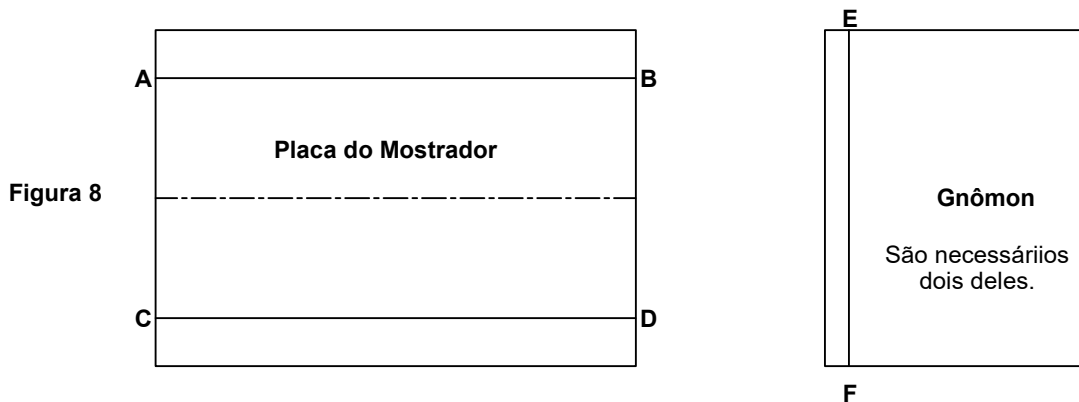 E
A
B
Placa do Mostrador
Figura 8
Gnômon
São necessáriios
dois deles.
C
D
F